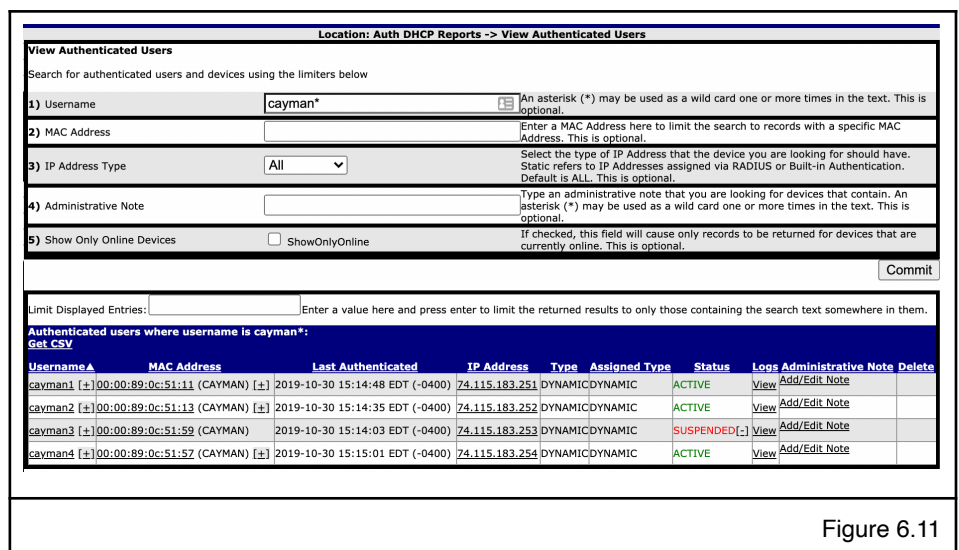 Location: Auth DHCP Reports -> View Authenticated Users
View Authenticated Users
Search for authenticated users and devices using the limiters below
1) Username
cayman*
An asterisk (*) may be used as a wild card one or more times in the text. This is
optional.
2) MAC Address
Enter a MAC Address here to limit the search to records with a specific MAC
Address. This is optional.
3) IP Address Type
All
Select the type of IP Address that the device you are looking for should have.
Static refers to IP Addresses assigned via RADIUS or Built-in Authentication.
Default is ALL. This is optional.
4) Administrative Note
Type an administrative note that you are looking for devices that contain. An
asterisk (*) may be used as a wild card one or more times in the text. This is
optional.
5) Show Only Online Devices
ShowOnlyOnline
If checked, this field will cause only records to be returned for devices that are
currently online. This is optional.
Commit
Limit Displayed Entries: Enter a value here and press enter to limit the returned results to only those containing the search text somewhere in them.
Authenticated users where username is cayman*:
Get CSV
Username▲ MAC Address Last Authenticated IP Address Type Assigned Type Status Logs Administrative Note Delete
cayman1 [+] 00:00:89:0c:51:11 (CAYMAN) [+] 2019-10-30 15:14:48 EDT (-0400) 74.115.183.251 DYNAMIC DYNAMIC ACTIVE View Add/Edit Note
cayman2 [+] 00:00:89:0c:51:13 (CAYMAN) [+] 2019-10-30 15:14:35 EDT (-0400) 74.115.183.252 DYNAMIC DYNAMIC ACTIVE View Add/Edit Note
cayman3 [+] 00:00:89:0c:51:59 (CAYMAN) 2019-10-30 15:14:03 EDT (-0400) 74.115.183.253 DYNAMIC DYNAMIC SUSPENDED[-] View Add/Edit Note
cayman4 [+] 00:00:89:0c:51:57 (CAYMAN) [+] 2019-10-30 15:15:01 EDT (-0400) 74.115.183.254 DYNAMIC DYNAMIC ACTIVE View Add/Edit Note
Figure 6.11